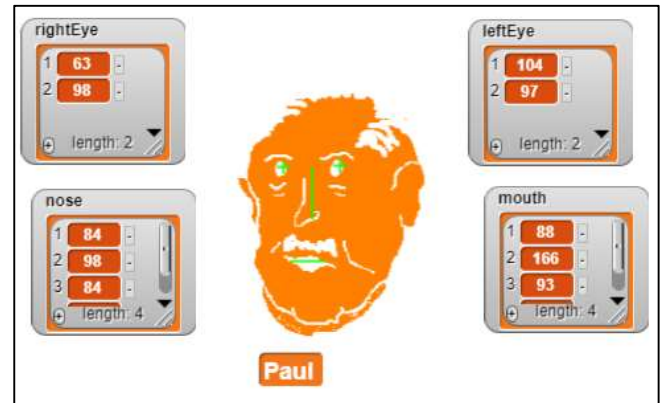 rightEye
1 63 -
2 98 -
+ length: 2
leftEye
1 104 -
2 97 -
+ length: 2
nose
1 84 -
2 98 -
3 84 -
+ length: 4
mouth
1 88 -
2 166 -
3 93 -
+ length: 4
Paul